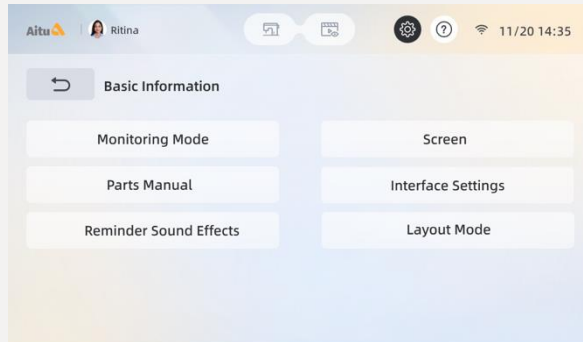 Aitu Ritina ? 11/20 14:35
Basic Information
Monitoring Mode Screen
Parts Manual Interface Settings
Reminder Sound Effects Layout Mode